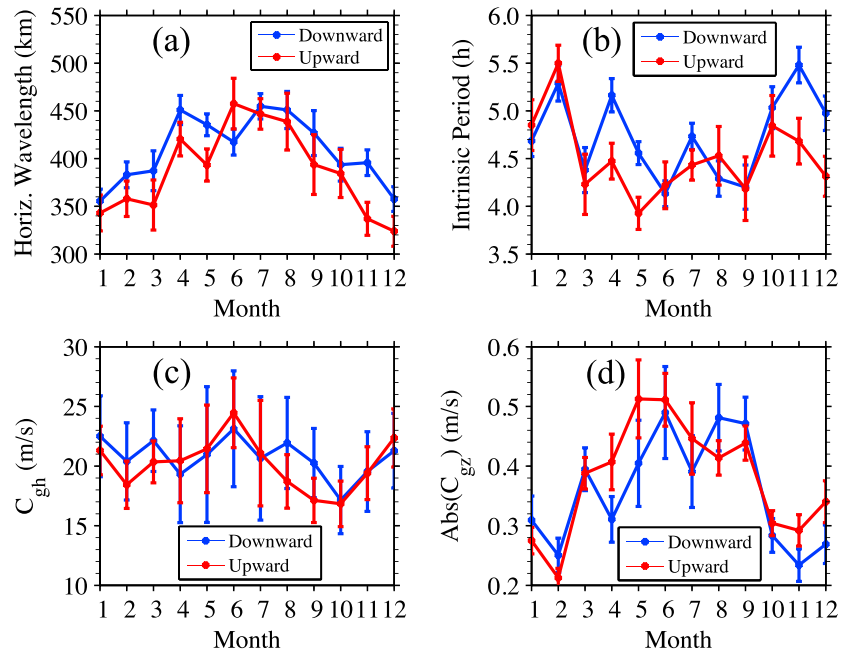 550
500
450
400
350
300
Horiz. Wavelength (km)
(a)
Downward
Upward
1 2 3 4 5 6 7 8 9 10 11 12
Month
6.0
5.5
5.0
4.5
4.0
3.5
Intrinsic Period (h)
(b)
Downward
Upward
1 2 3 4 5 6 7 8 9 10 11 12
Month
30
25
20
15
10
C_gh (m/s)
(c)
Downward
Upward
1 2 3 4 5 6 7 8 9 10 11 12
Month
0.6
0.5
0.4
0.3
0.2
Abs(C_gz) (m/s)
(d)
Downward
Upward
1 2 3 4 5 6 7 8 9 10 11 12
Month